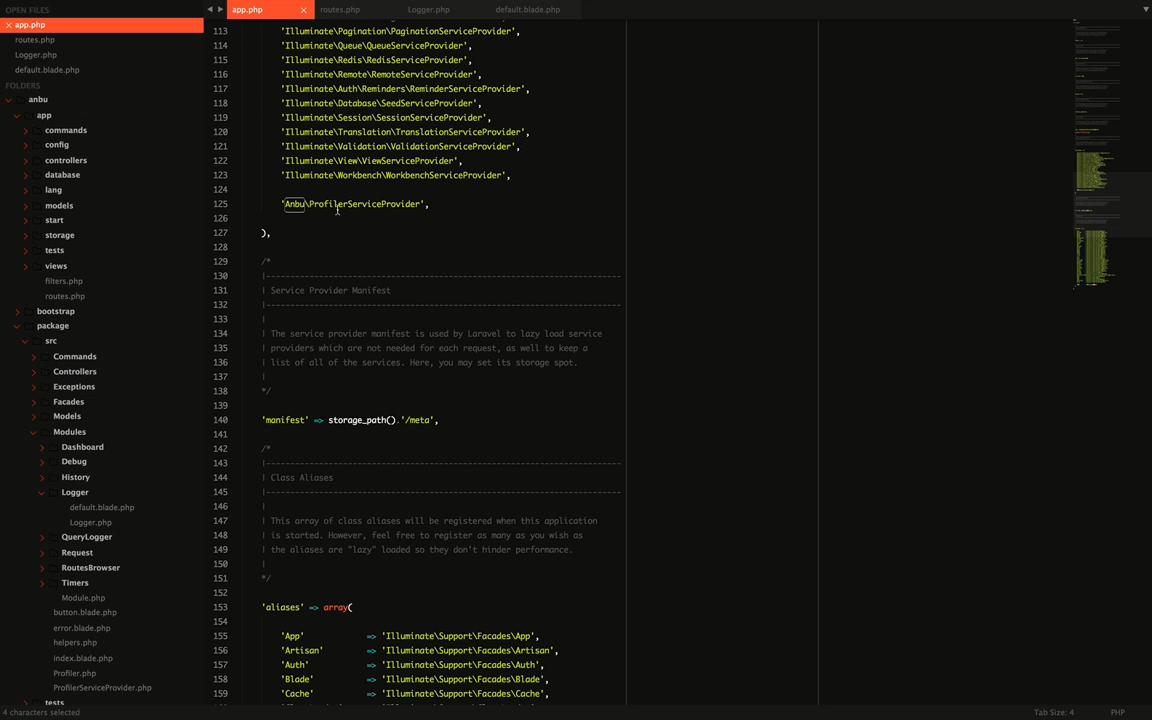 OPEN FILES
app.php
routes.php
Logger.php
default.blade.php
FOLDERS
anbu
app
commands
config
controllers
database
lang
models
start
storage
tests
views
filters.php
routes.php
bootstrap
package
src
Commands
Controllers
Exceptions
Facades
Models
Modules
Dashboard
Debug
History
Logger
default.blade.php
Logger.php
QueryLogger
Request
RoutesBrowser
Timers
Module.php
button.blade.php
error.blade.php
helpers.php
index.blade.php
Profiler.php
ProfilerServiceProvider.php
tests
app.php routes.php Logger.php default.blade.php
113 'Illuminate\Pagination\PaginationServiceProvider',
114 'Illuminate\Queue\QueueServiceProvider',
115 'Illuminate\Redis\RedisServiceProvider',
116 'Illuminate\Remote\RemoteServiceProvider',
117 'Illuminate\Auth\Reminders\ReminderServiceProvider',
118 'Illuminate\Database\SeedServiceProvider',
119 'Illuminate\Session\SessionServiceProvider',
120 'Illuminate\Translation\TranslationServiceProvider',
121 'Illuminate\Validation\ValidationServiceProvider',
122 'Illuminate\View\ViewServiceProvider',
123 'Illuminate\Workbench\WorkbenchServiceProvider',
124
125 'Anbu\ProfilerServiceProvider',
126
127 ),
128
129 /*
130 |--------------------------------------------------------------------------
131 | Service Provider Manifest
132 |--------------------------------------------------------------------------
133 |
134 | The service provider manifest is used by Laravel to lazy load service
135 | providers which are not needed for each request, as well to keep a
136 | list of all of the services. Here, you may set its storage spot.
137 |
138 */
139
140 'manifest' => storage_path().'/meta',
141
142 /*
143 |--------------------------------------------------------------------------
144 | Class Aliases
145 |--------------------------------------------------------------------------
146 |
147 | This array of class aliases will be registered when this application
148 | is started. However, feel free to register as many as you wish as
149 | the aliases are "lazy" loaded so they don't hinder performance.
150 |
151 */
152
153 'aliases' => array(
154
155 'App' => 'Illuminate\Support\Facades\App',
156 'Artisan' => 'Illuminate\Support\Facades\Artisan',
157 'Auth' => 'Illuminate\Support\Facades\Auth',
158 'Blade' => 'Illuminate\Support\Facades\Blade',
159 'Cache' => 'Illuminate\Support\Facades\Cache',
4 characters selected
Tab Size: 4 PHP